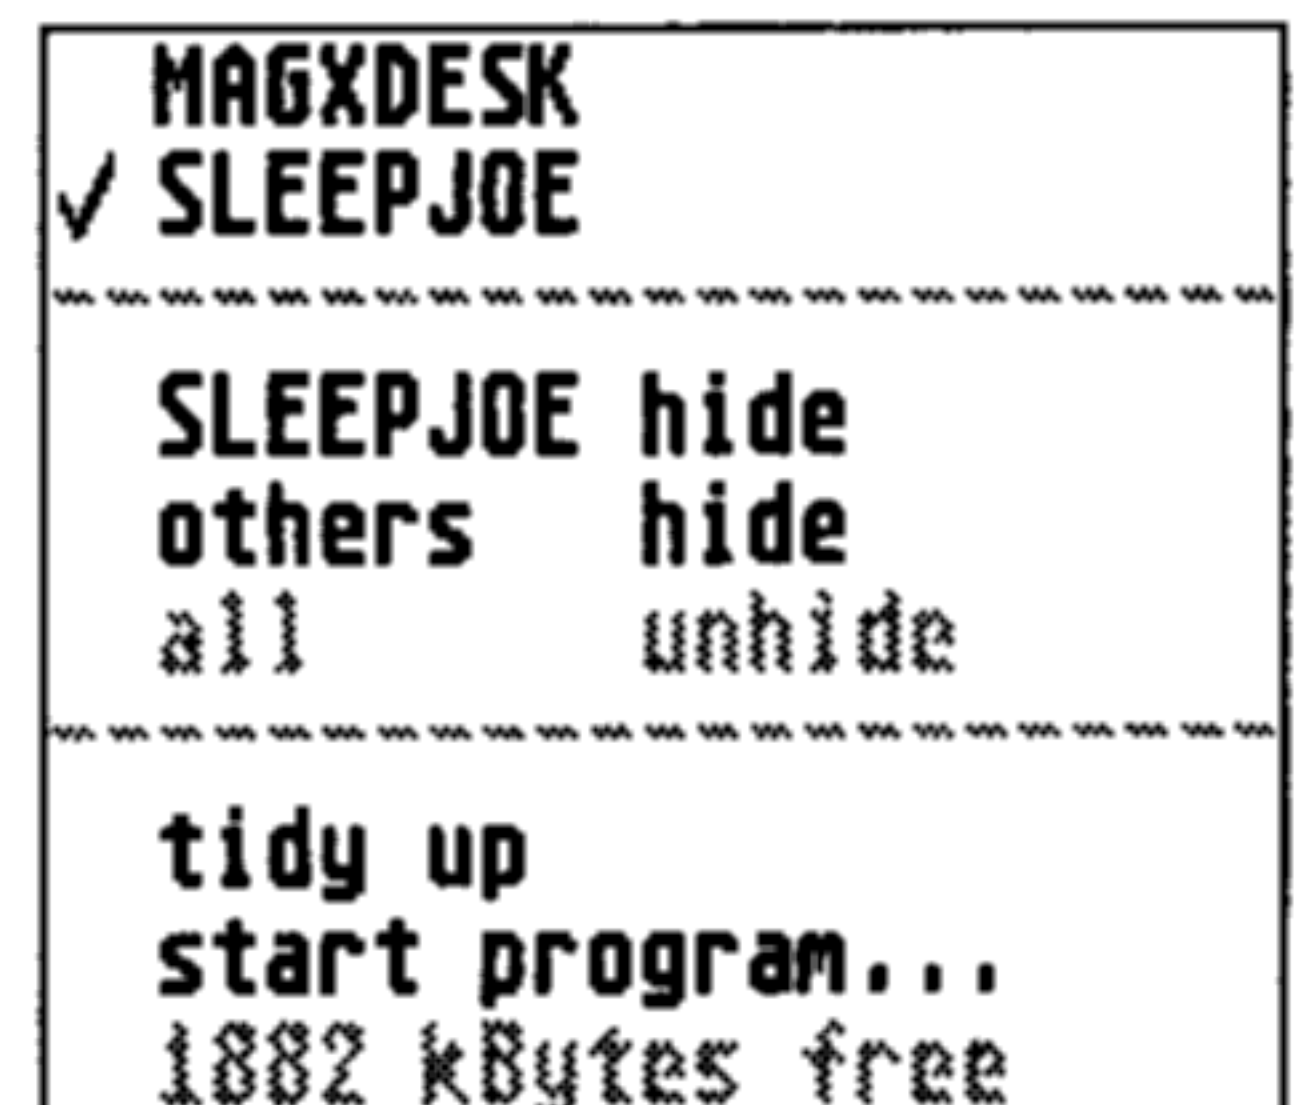 MAGXDESK
✓ SLEEPJOE
SLEEPJOE hide
others hide
all unhide
tidy up
start program...
1882 kBytes free